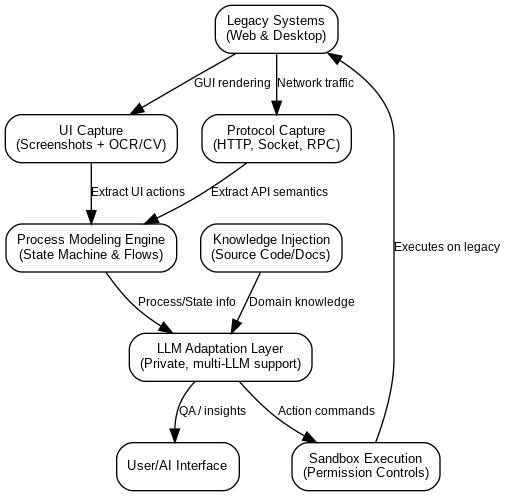 Legacy Systems
(Web & Desktop)
GUI rendering
Network traffic
UI Capture
(Screenshots + OCR/CV)
Protocol Capture
(HTTP, Socket, RPC)
Extract UI actions
Extract API semantics
Process Modeling Engine
(State Machine & Flows)
Knowledge Injection
(Source Code/Docs)
Executes on legacy
Process/State info
Domain knowledge
LLM Adaptation Layer
(Private, multi-LLM support)
QA / insights
Action commands
User/AI Interface
Sandbox Execution
(Permission Controls)